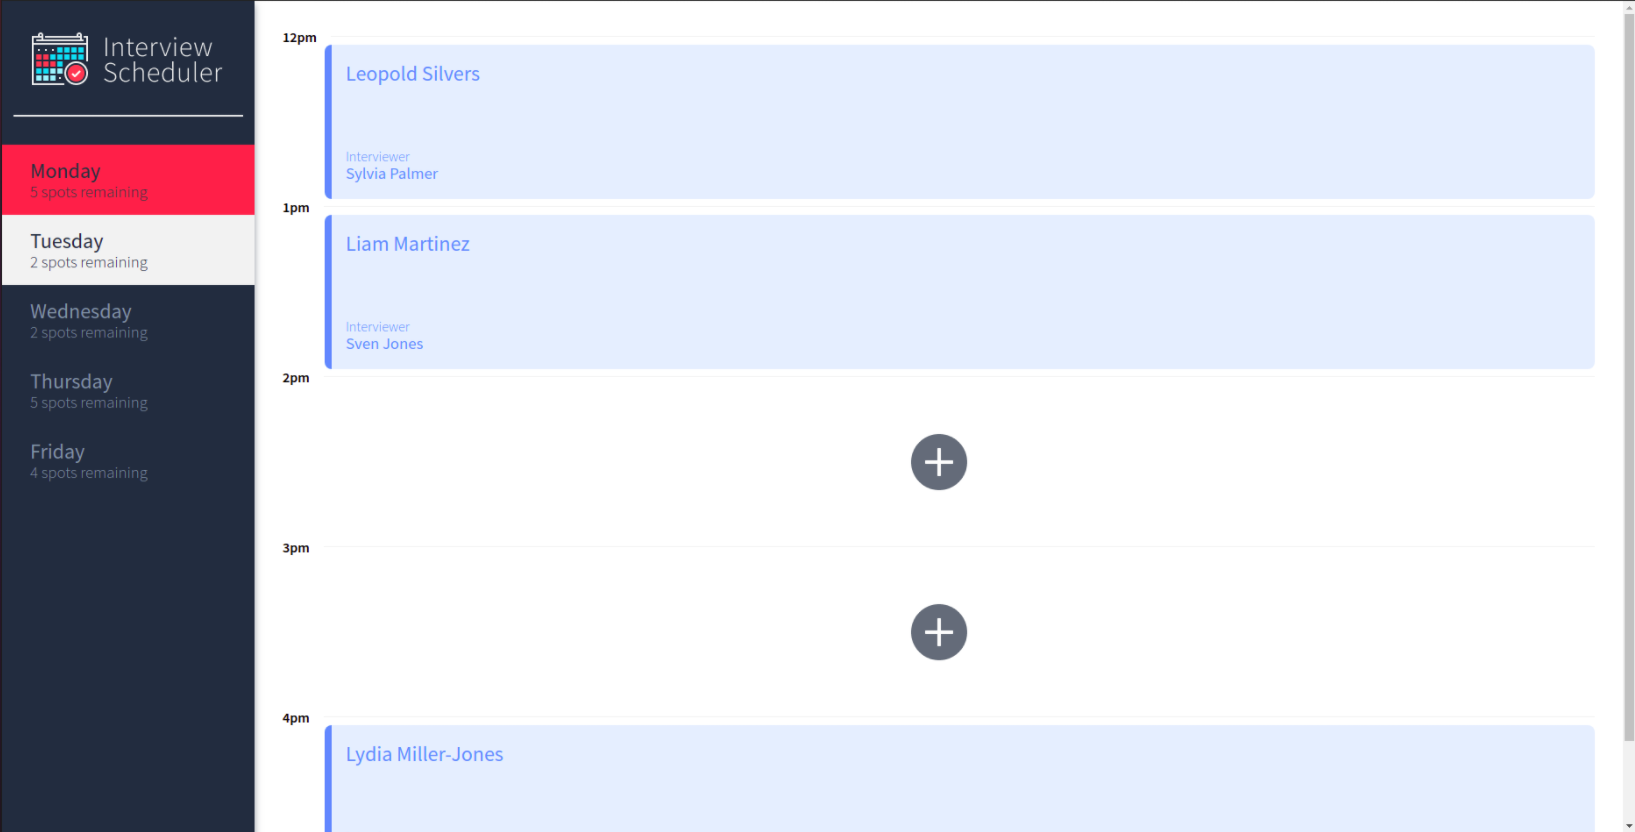 Interview
Scheduler
Monday
5 spots remaining
Tuesday
2 spots remaining
Wednesday
2 spots remaining
Thursday
5 spots remaining
Friday
4 spots remaining
12pm
Leopold Silvers
Interviewer
Sylvia Palmer
1pm
Liam Martinez
Interviewer
Sven Jones
2pm
3pm
4pm
Lydia Miller-Jones